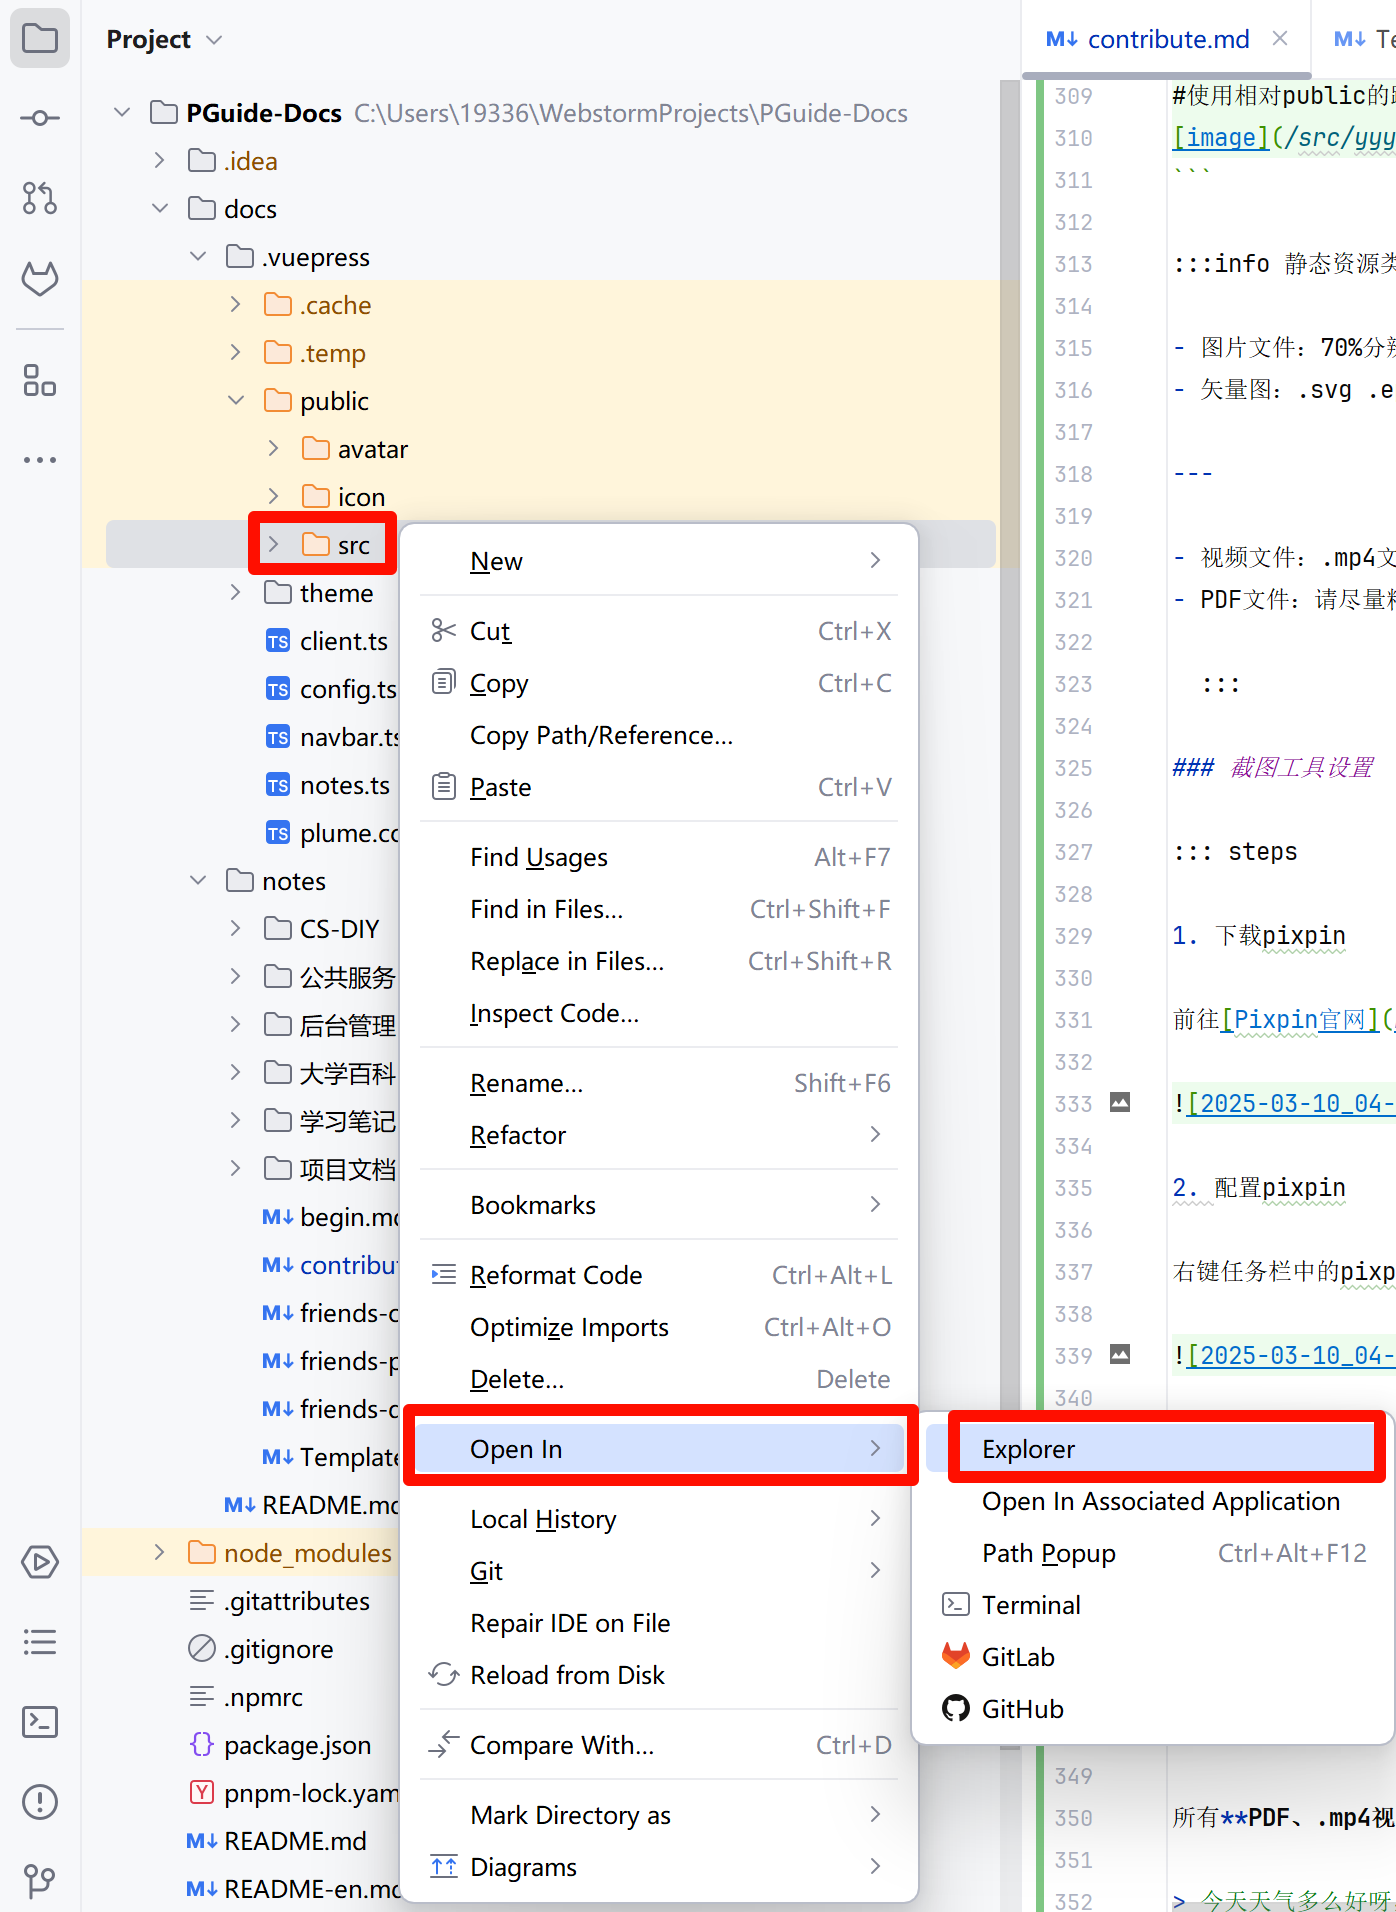 Project
PGuide-Docs C:\Users\19336\WebstormProjects\PGuide-Docs
.idea
docs
.vuepress
.cache
.temp
public
avatar
icon
src
theme
client.ts
config.ts
navbar.ts
notes.ts
plume.co
notes
CS-DIY
公共服务
后台管理
大学百科
学习笔记
项目文档
M↓ begin.md
M↓ contribu
M↓ friends-c
M↓ friends-p
M↓ friends-c
M↓ Template
M↓ README.md
node_modules
.gitattributes
.gitignore
.npmrc
package.json
pnpm-lock.yam
M↓ README.md
M↓ README-en.md
New
Cut Ctrl+X
Copy Ctrl+C
Copy Path/Reference...
Paste Ctrl+V
Find Usages Alt+F7
Find in Files... Ctrl+Shift+F
Replace in Files... Ctrl+Shift+R
Inspect Code...
Rename... Shift+F6
Refactor
Bookmarks
Reformat Code Ctrl+Alt+L
Optimize Imports Ctrl+Alt+O
Delete... Delete
Open In
Local History
Git
Repair IDE on File
Reload from Disk
Compare With... Ctrl+D
Mark Directory as
Diagrams
Explorer
Open In Associated Application
Path Popup Ctrl+Alt+F12
Terminal
GitLab
GitHub
M↓ contribute.md
M↓ Te
309 #使用相对public的
310 [image](/src/yyy
311 ```
312
313 :::info 静态资源类
314
315 - 图片文件：70%分辨
316 - 矢量图：.svg .e
317
318 ---
319
320 - 视频文件：.mp4文
321 - PDF文件：请尽量
322
323 :::
324
325 ### 截图工具设置
326
327 ::: steps
328
329 1. 下载pixpin
330
331 前往[Pixpin官网](
332
333 ![2025-03-10_04-
334
335 2. 配置pixpin
336
337 右键任务栏中的pixp
338
339 ![2025-03-10_04-
340
349
350 所有**PDF、.mp4视
351
352 > 今天天气多么好呀